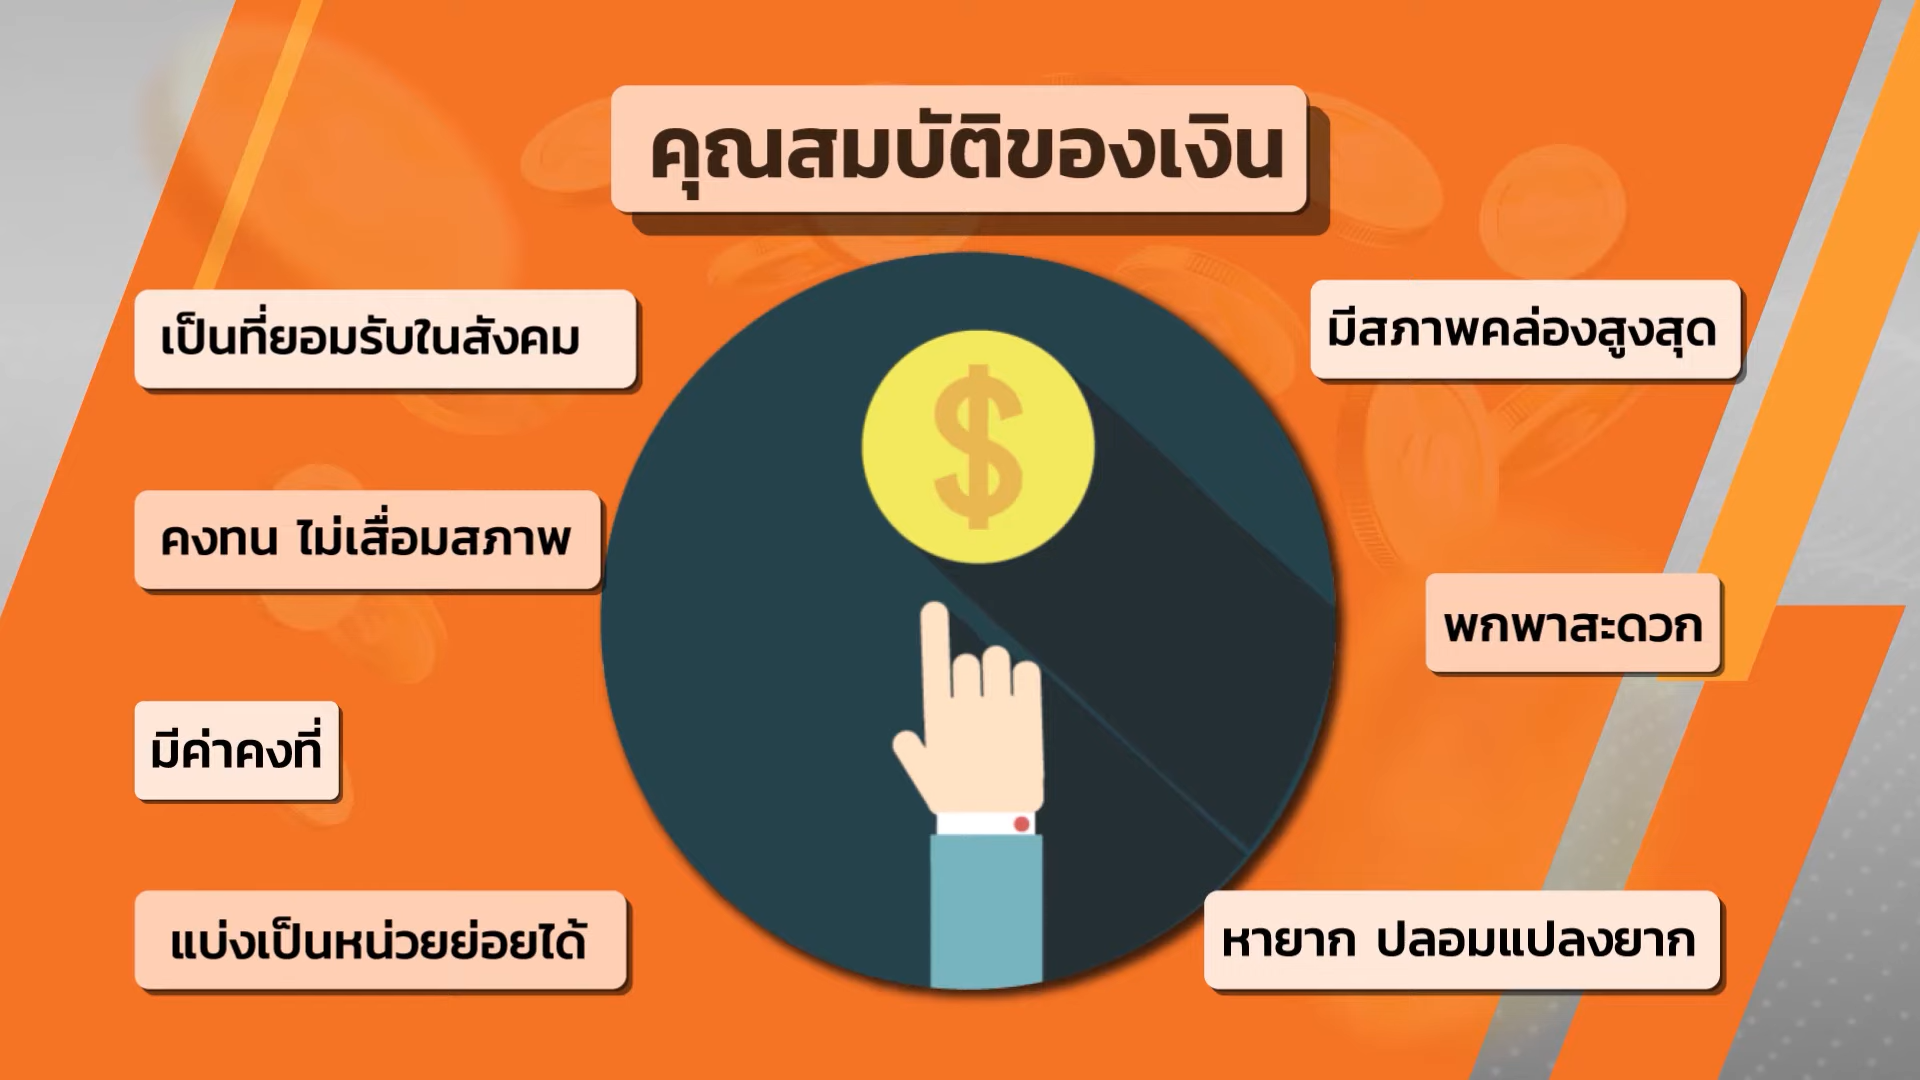 คุณสมบัติของเงิน
เป็นที่ยอมรับในสังคม
คงทน ไม่เสื่อมสภาพ
มีค่าคงที่
แบ่งเป็นหน่วยย่อยได้
มีสภาพคล่องสูงสุด
พกพาสะดวก
หายาก ปลอมแปลงยาก
$